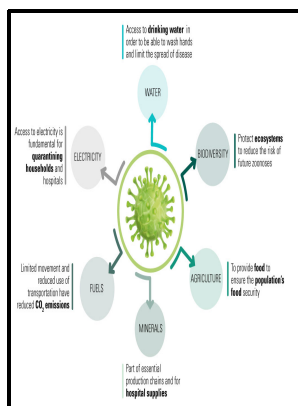 Access to drinking water in
order to be able to wash hands
and limit the spread of disease
WATER
Access to electricity is
fundamental for
quarantining
households and
hospitals
ELECTRICITY
BIODIVERSITY
Protect ecosystems
to reduce the risk of
future zoonoses
Limited movement and
reduced use of
transportation have
reduced CO₂ emissions
FUELS
AGRICULTURE
To provide food to
ensure the population's
food security
MINERALS
Part of essential
production chains and for
hospital supplies